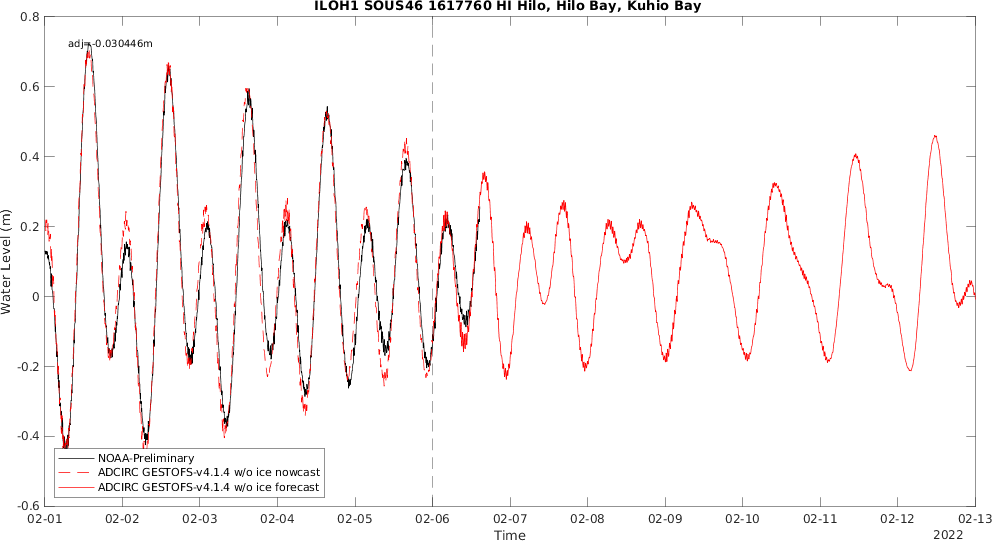 ILOH1 SOUS46 1617760 HI Hilo, Hilo Bay, Kuhio Bay
adj=-0.030446m
0.8
0.6
0.4
0.2
0
-0.2
-0.4
-0.6
Water Level (m)
NOAA-Preliminary
ADCIRC GESTOFS-v4.1.4 w/o ice nowcast
ADCIRC GESTOFS-v4.1.4 w/o ice forecast
02-01 02-02 02-03 02-04 02-05 02-06 02-07 02-08 02-09 02-10 02-11 02-12 02-13
Time
2022